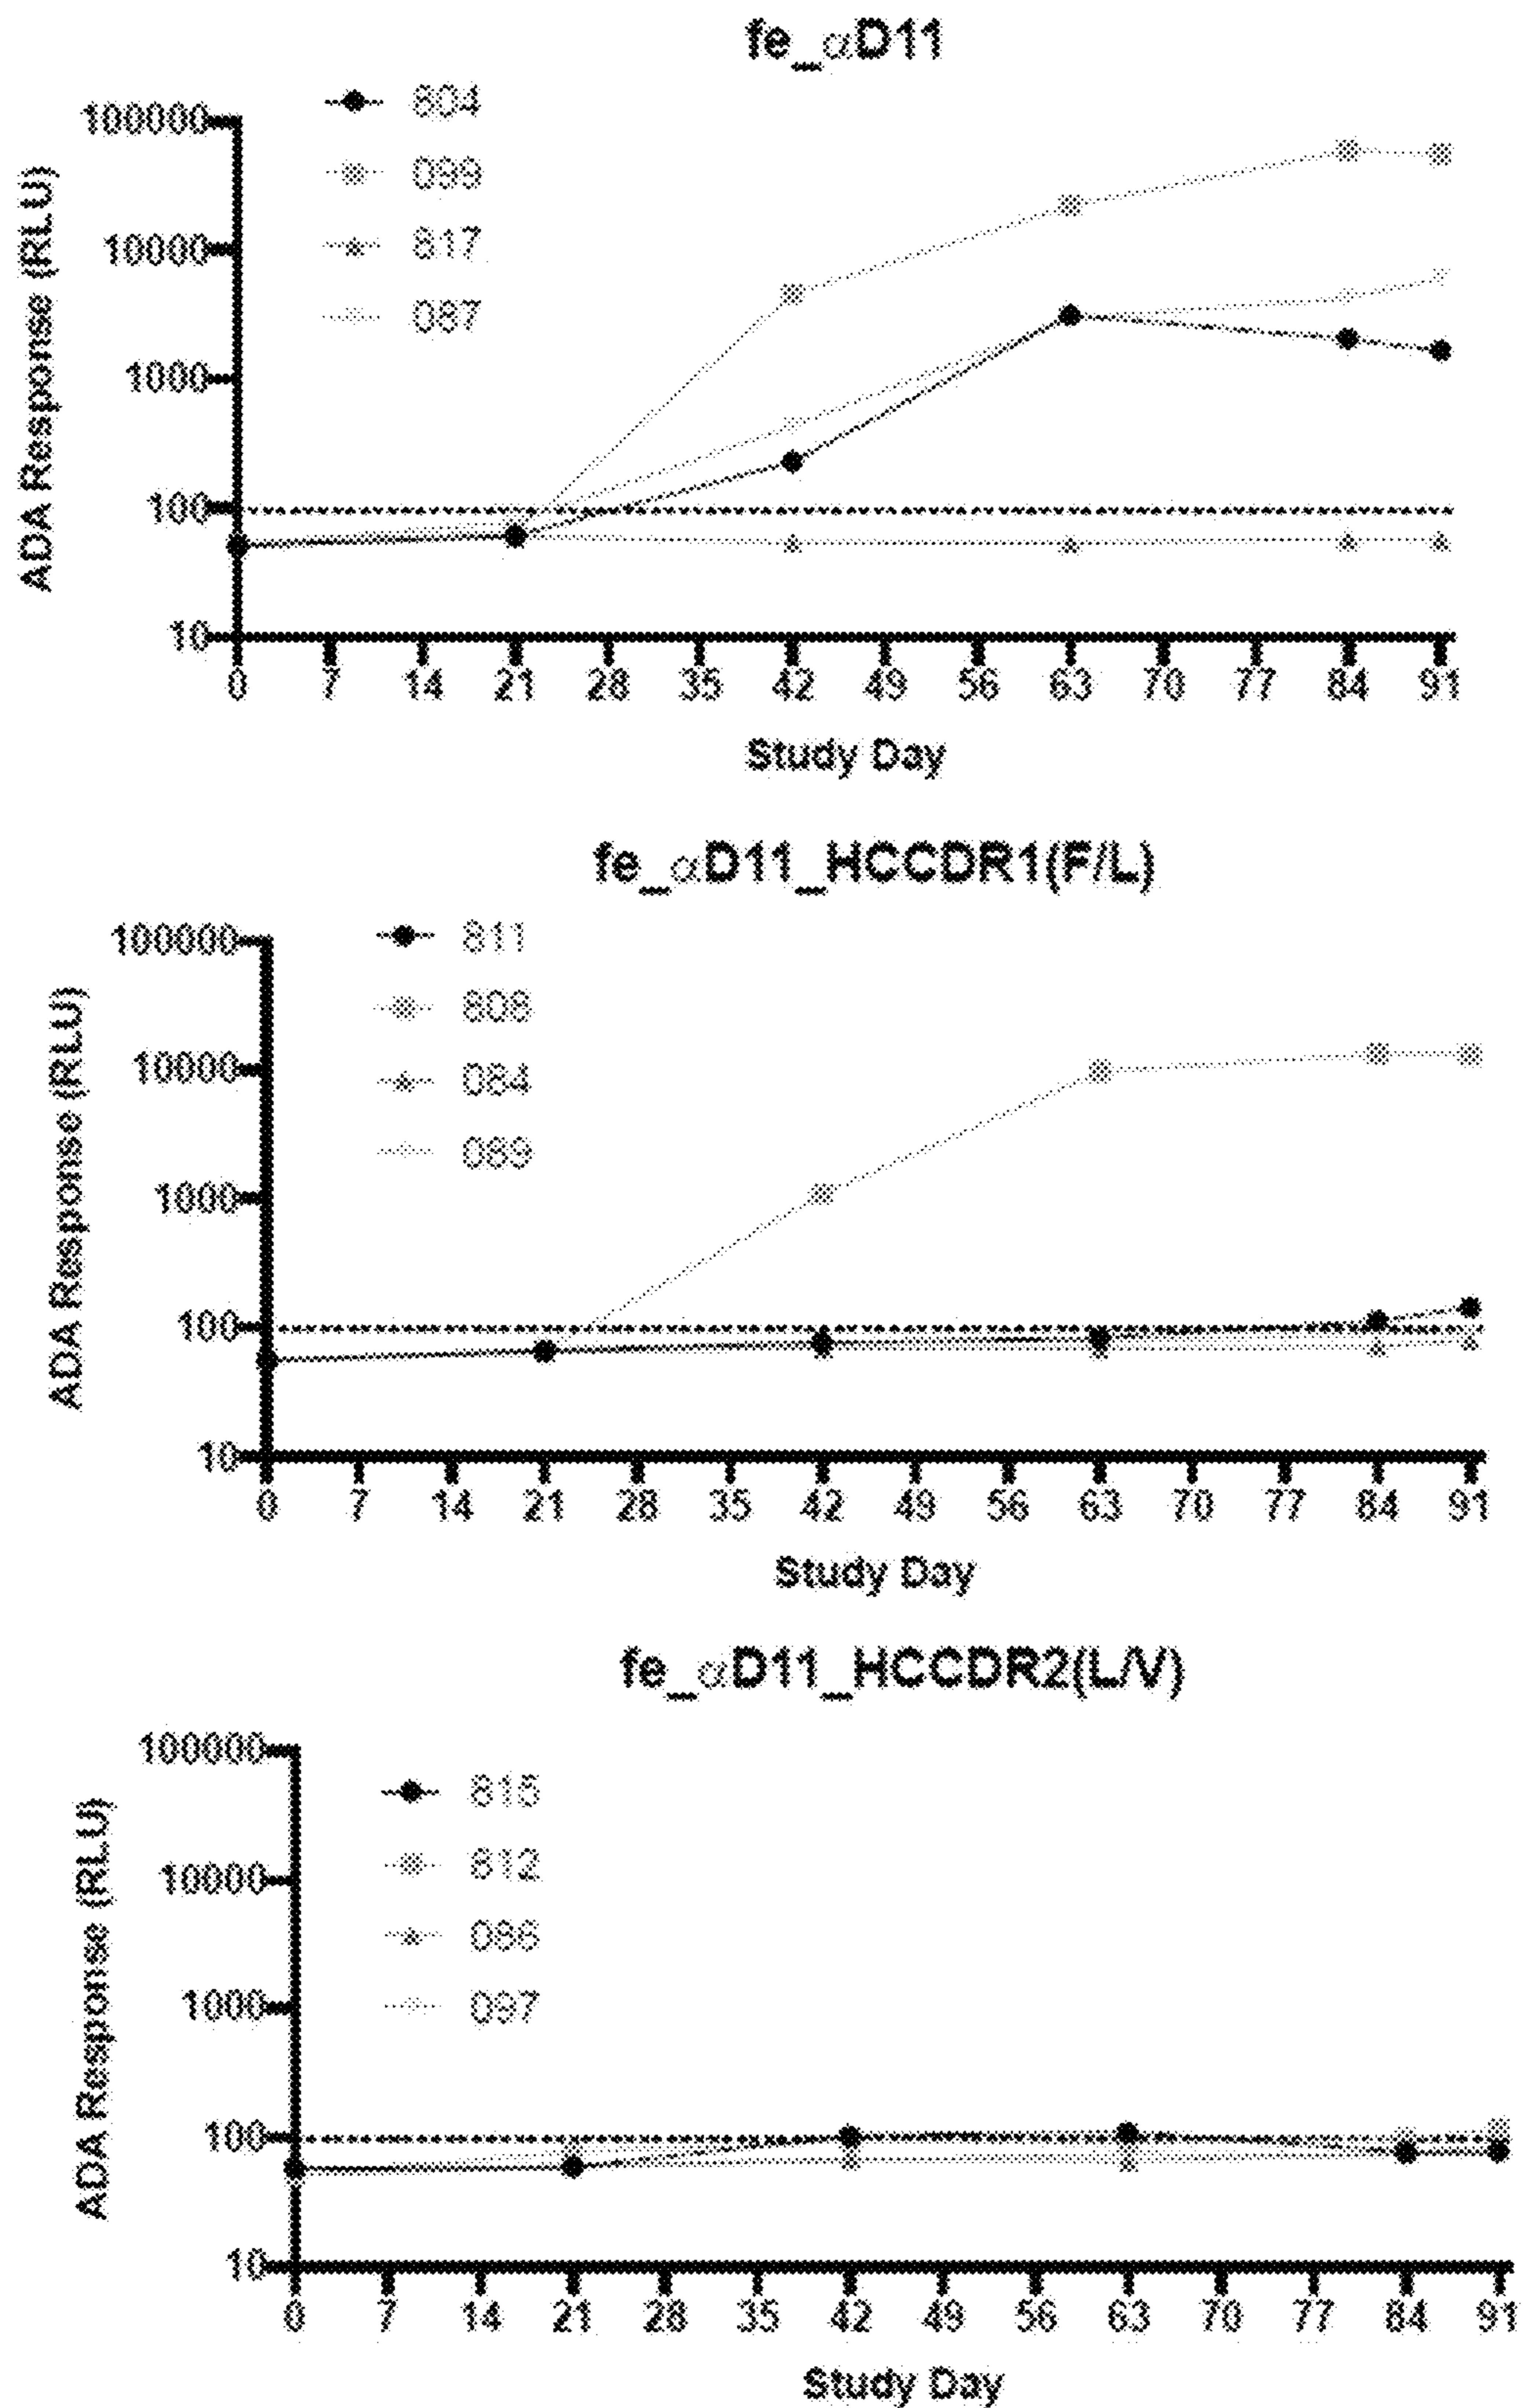 fe_αD11
804
099
817
087
ADA Response (RLU)
100000
10000
1000
100
10
0 7 14 21 28 35 42 49 56 63 70 77 84 91
Study Day
fe_αD11_HCCDR1(F/L)
811
808
084
089
ADA Response (RLU)
100000
10000
1000
100
10
0 7 14 21 28 35 42 49 56 63 70 77 84 91
Study Day
fe_αD11_HCCDR2(L/V)
815
812
086
097
ADA Response (RLU)
100000
10000
1000
100
10
0 7 14 21 28 35 42 49 56 63 70 77 84 91
Study Day